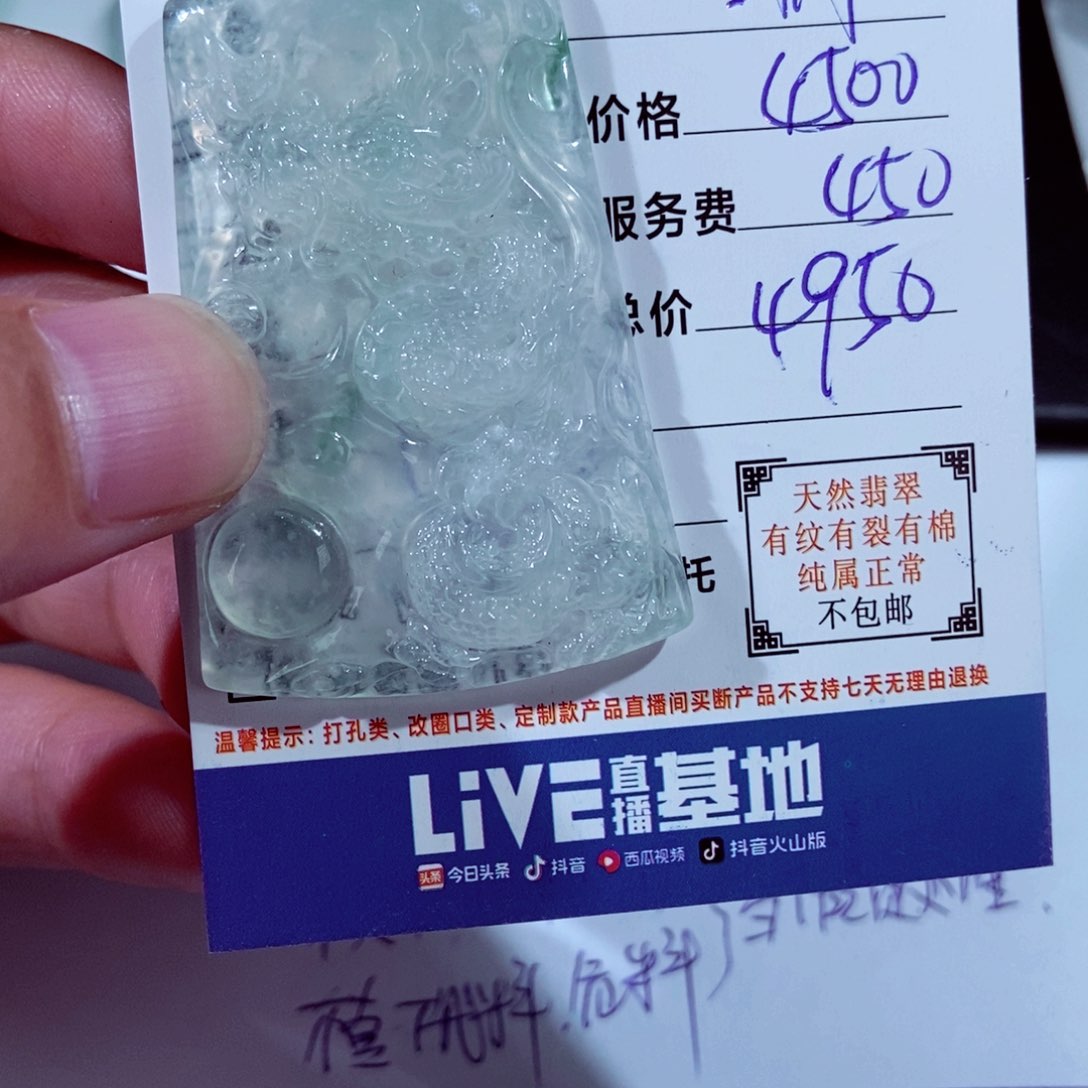 价格 4500
服务费 450
总价 4950
托
天然翡翠
有纹有裂有棉
纯属正常
不包邮
温馨提示：打孔类、改圈口类、定制款产品直播间买断产品不支持七天无理由退换
LiVE直播基地
头条 今日头条 抖音 西瓜视频 抖音火山版